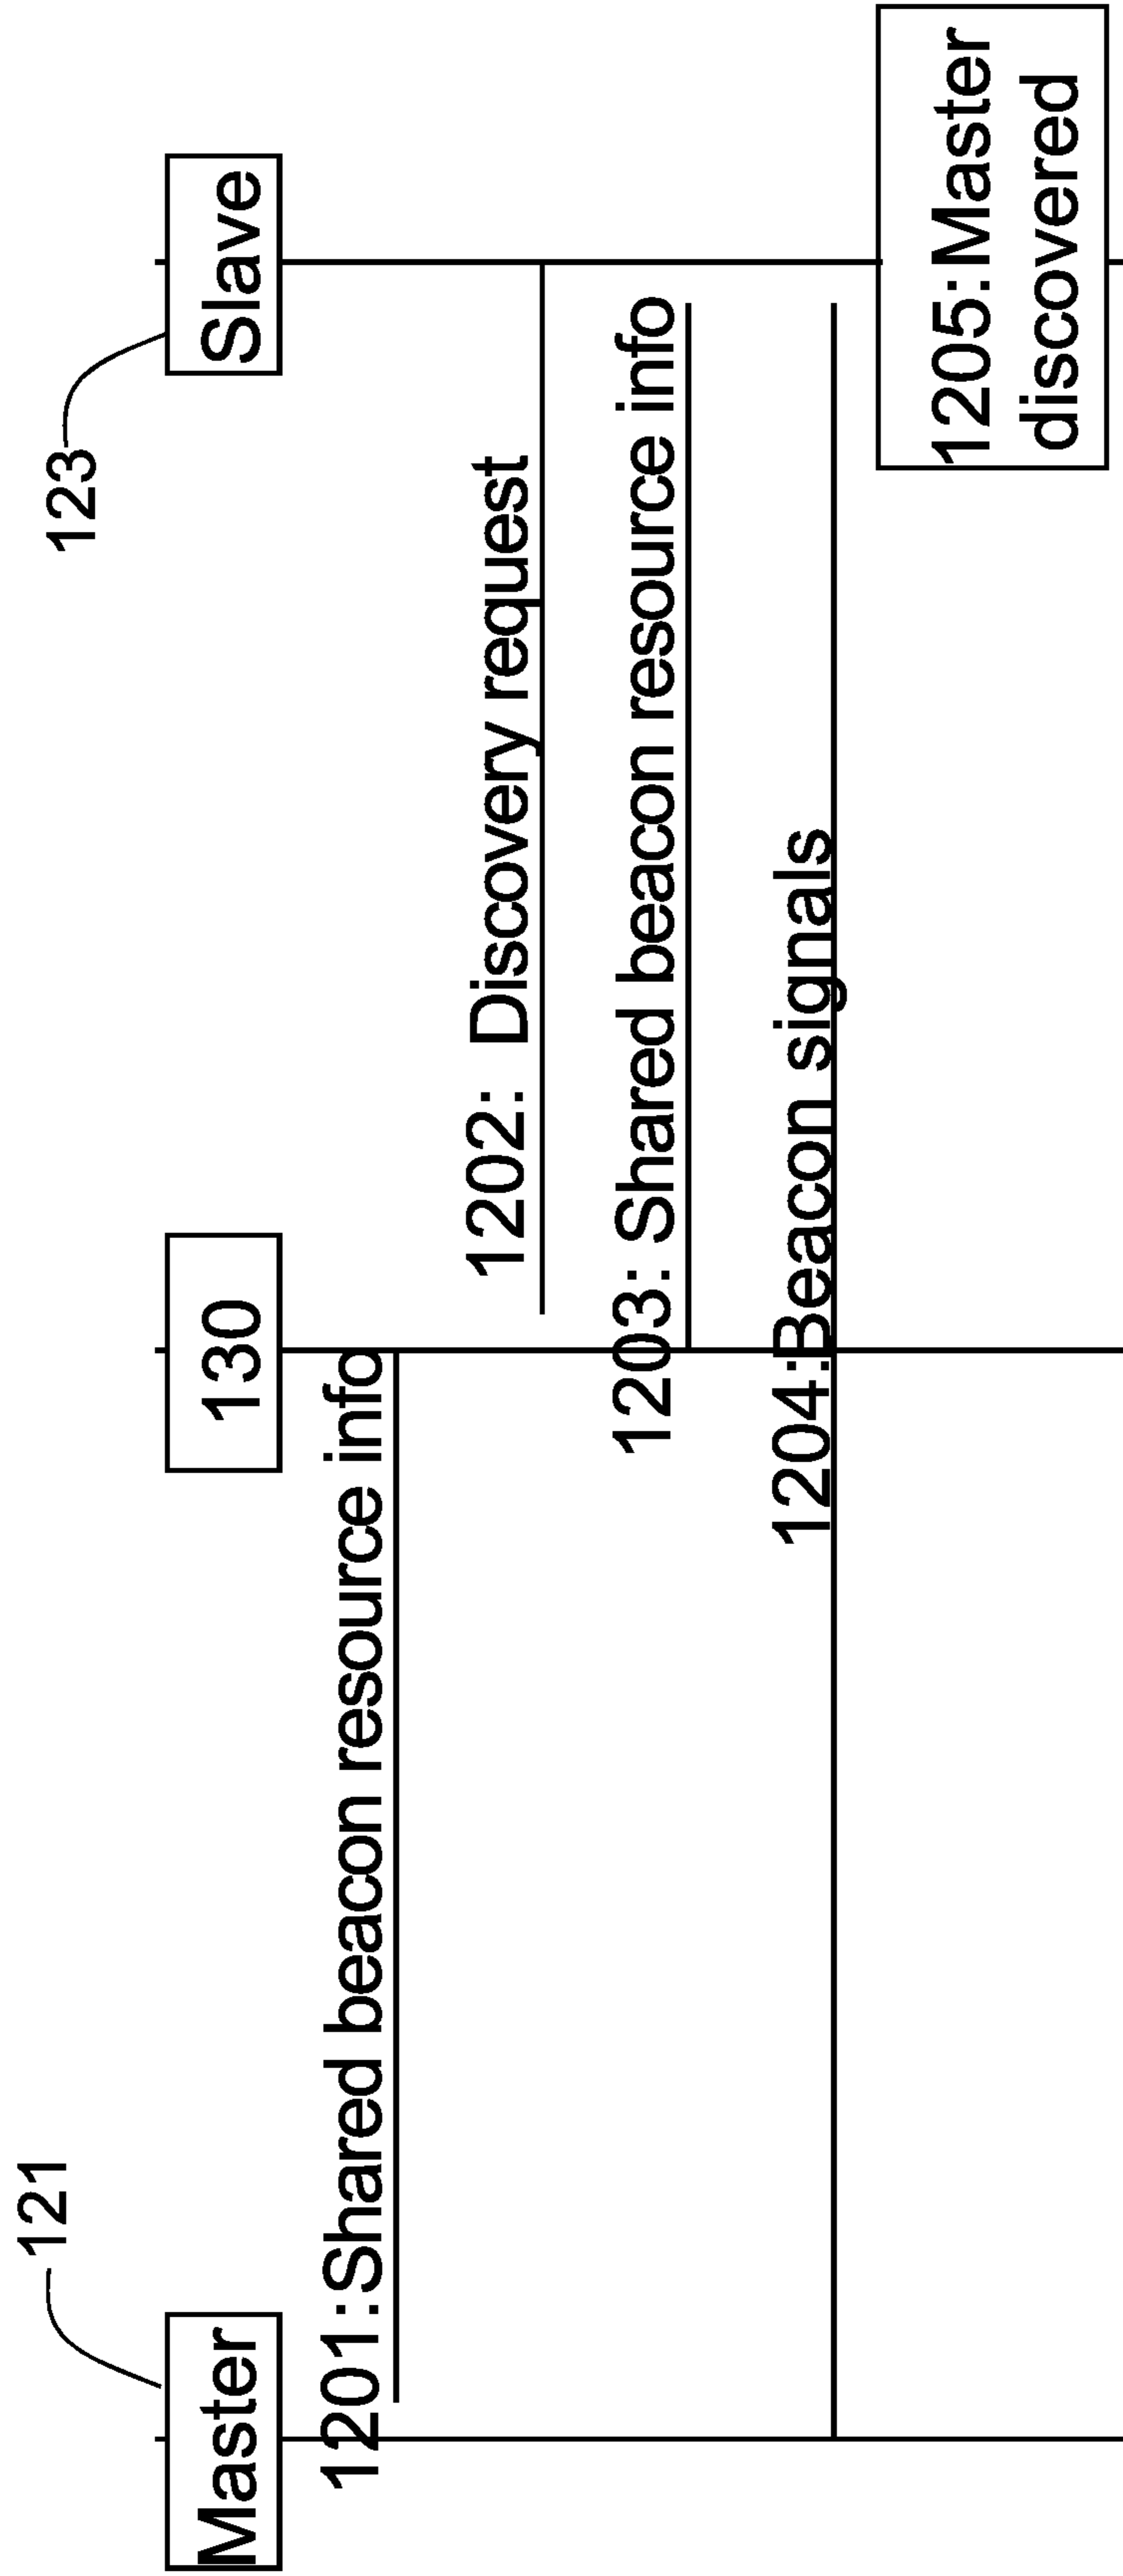 121
123
Master
130
Slave
1201:Shared beacon resource info
1202: Discovery request
1203: Shared beacon resource info
1204:Beacon signals
1205:Master
discovered